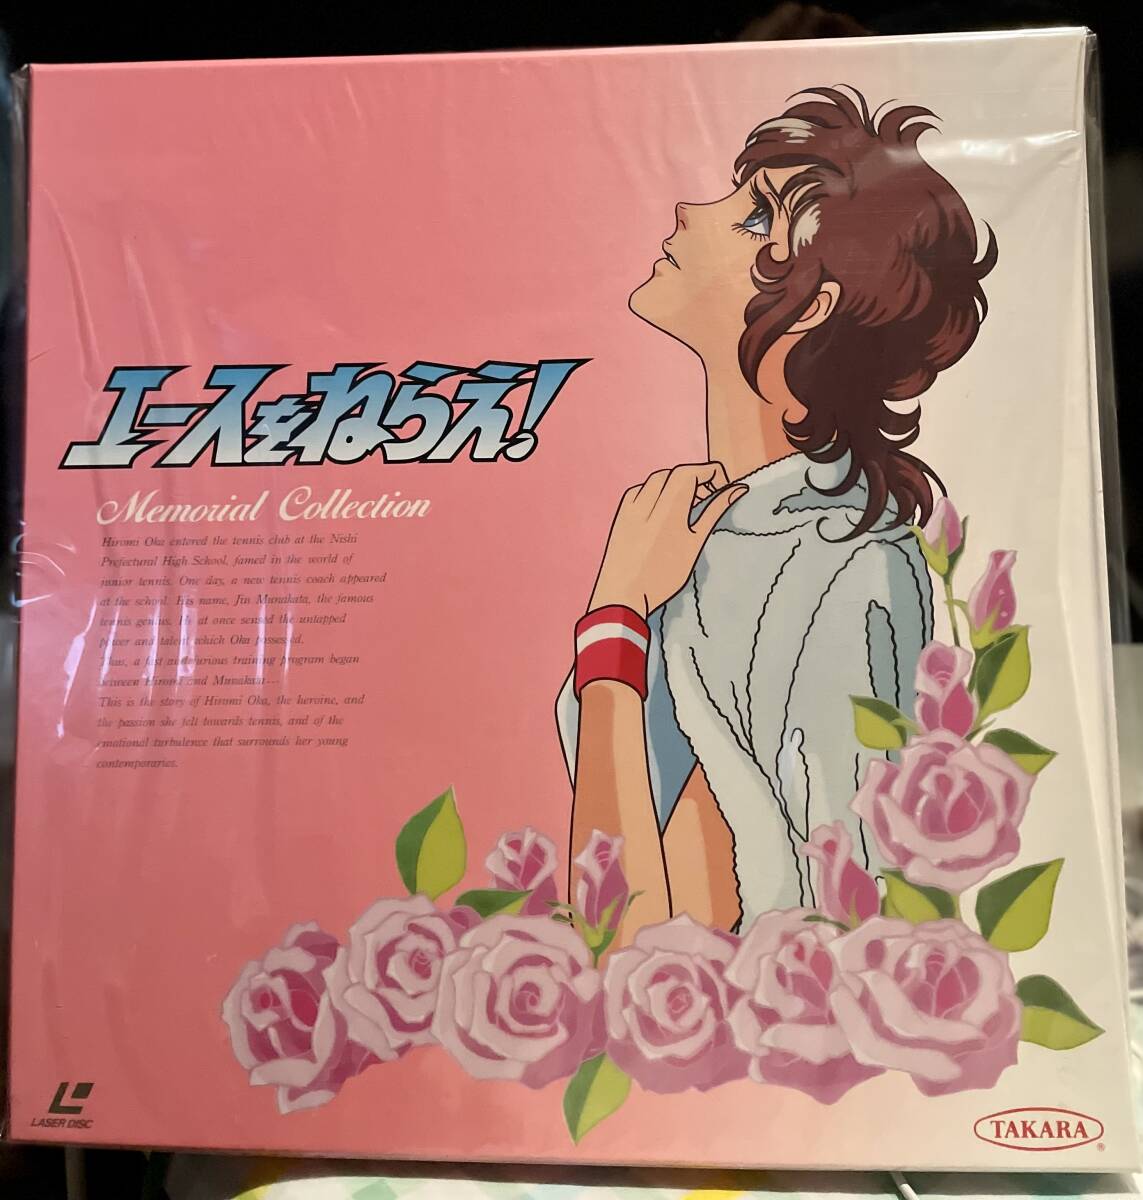 エースをねらえ!
Memorial Collection
Hiromi Oka entered the tennis club at the Nishi
Prefectural High School, famed in the world of
junior tennis. One day, a new tennis coach appeared
at the school. His name, Jin Munakata, the famous
tennis genius. He at once sensed the untapped
power and talent which Oka possessed.
Thus, a fast and furious training program began
between Hiromi and Munakata...
This is the story of Hiromi Oka, the heroine, and
the passion she felt towards tennis, and of the
emotional turbulence that surrounds her young
contemporaries.
LASER DISC
TAKARA
®